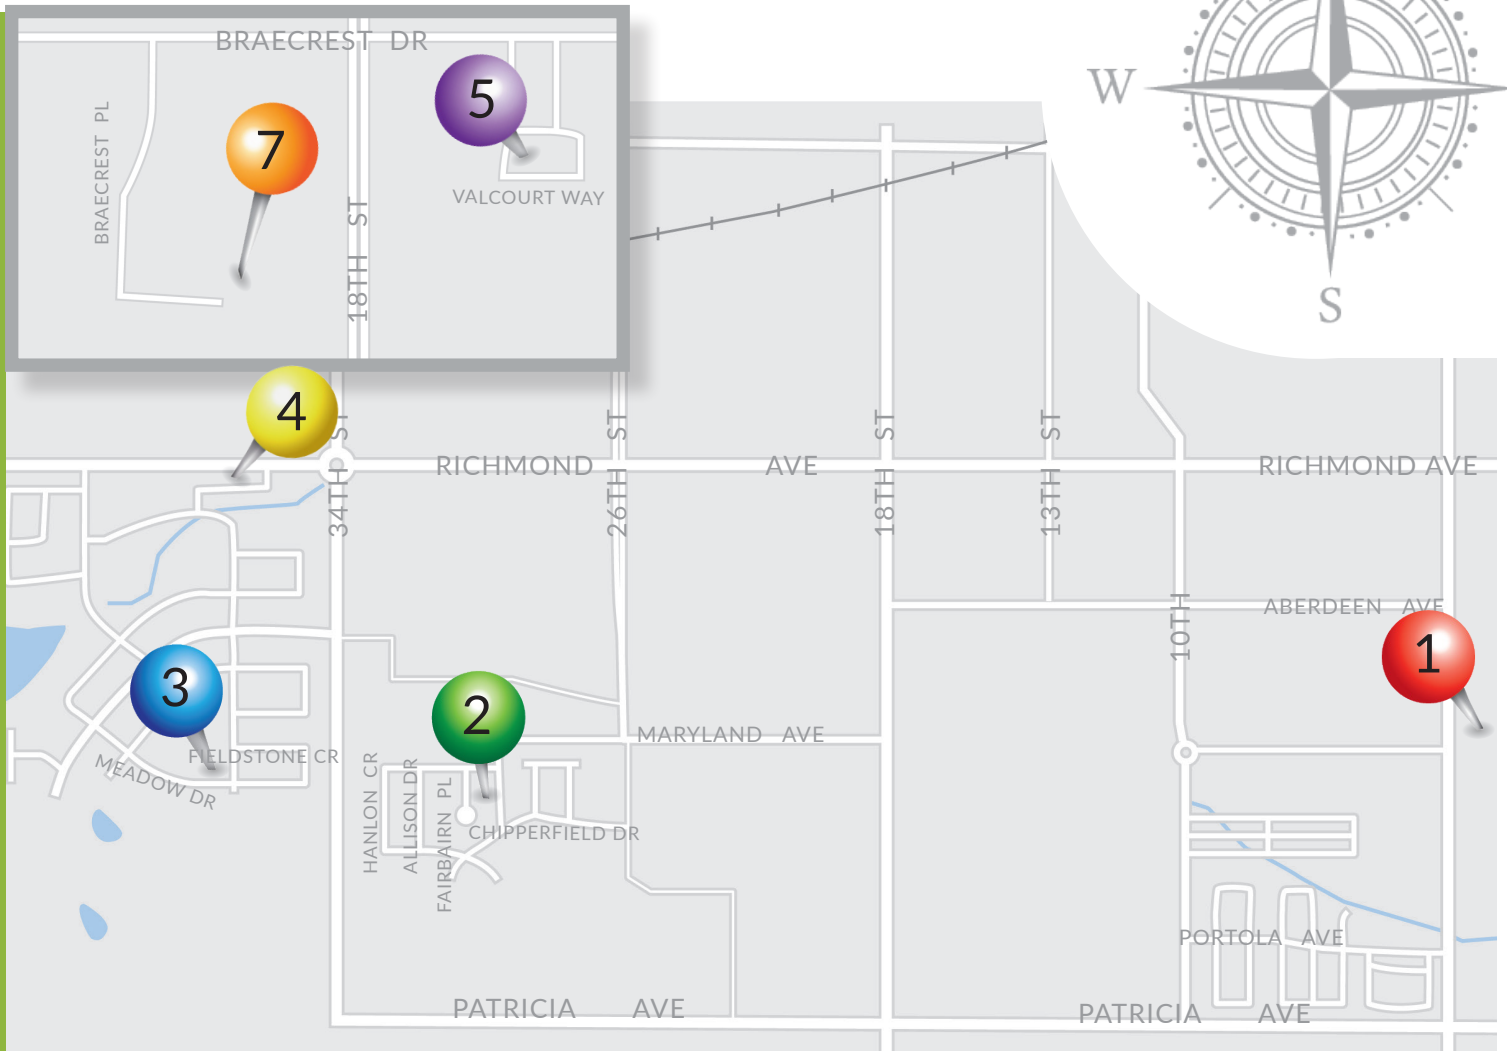 BRAECREST DR
BRAECREST PL
7
18TH ST
5
VALCOURT WAY
W
S
4
34TH ST
RICHMOND AVE
26TH ST
18TH ST
13TH ST
RICHMOND AVE
10TH
ABERDEEN AVE
1
3
FIELDSTONE CR
MEADOW DR
2
MARYLAND AVE
HANLON CR
ALLISON DR
FAIRBAIRN PL
CHIPPERFIELD DR
PORTOLA AVE
PATRICIA AVE
PATRICIA AVE